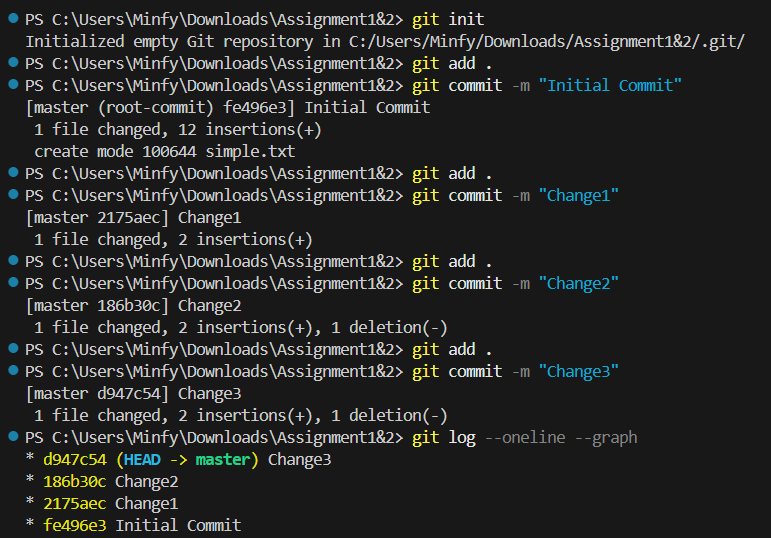 PS C:\Users\Minfy\Downloads\Assignment1&2> git init
Initialized empty Git repository in C:/Users/Minfy/Downloads/Assignment1&2/.git/
PS C:\Users\Minfy\Downloads\Assignment1&2> git add .
PS C:\Users\Minfy\Downloads\Assignment1&2> git commit -m "Initial Commit"
[master (root-commit) fe496e3] Initial Commit
 1 file changed, 12 insertions(+)
 create mode 100644 simple.txt
PS C:\Users\Minfy\Downloads\Assignment1&2> git add .
PS C:\Users\Minfy\Downloads\Assignment1&2> git commit -m "Change1"
[master 2175aec] Change1
 1 file changed, 2 insertions(+)
PS C:\Users\Minfy\Downloads\Assignment1&2> git add .
PS C:\Users\Minfy\Downloads\Assignment1&2> git commit -m "Change2"
[master 186b30c] Change2
 1 file changed, 2 insertions(+), 1 deletion(-)
PS C:\Users\Minfy\Downloads\Assignment1&2> git add .
PS C:\Users\Minfy\Downloads\Assignment1&2> git commit -m "Change3"
[master d947c54] Change3
 1 file changed, 2 insertions(+), 1 deletion(-)
PS C:\Users\Minfy\Downloads\Assignment1&2> git log --oneline --graph
* d947c54 (HEAD -> master) Change3
* 186b30c Change2
* 2175aec Change1
* fe496e3 Initial Commit